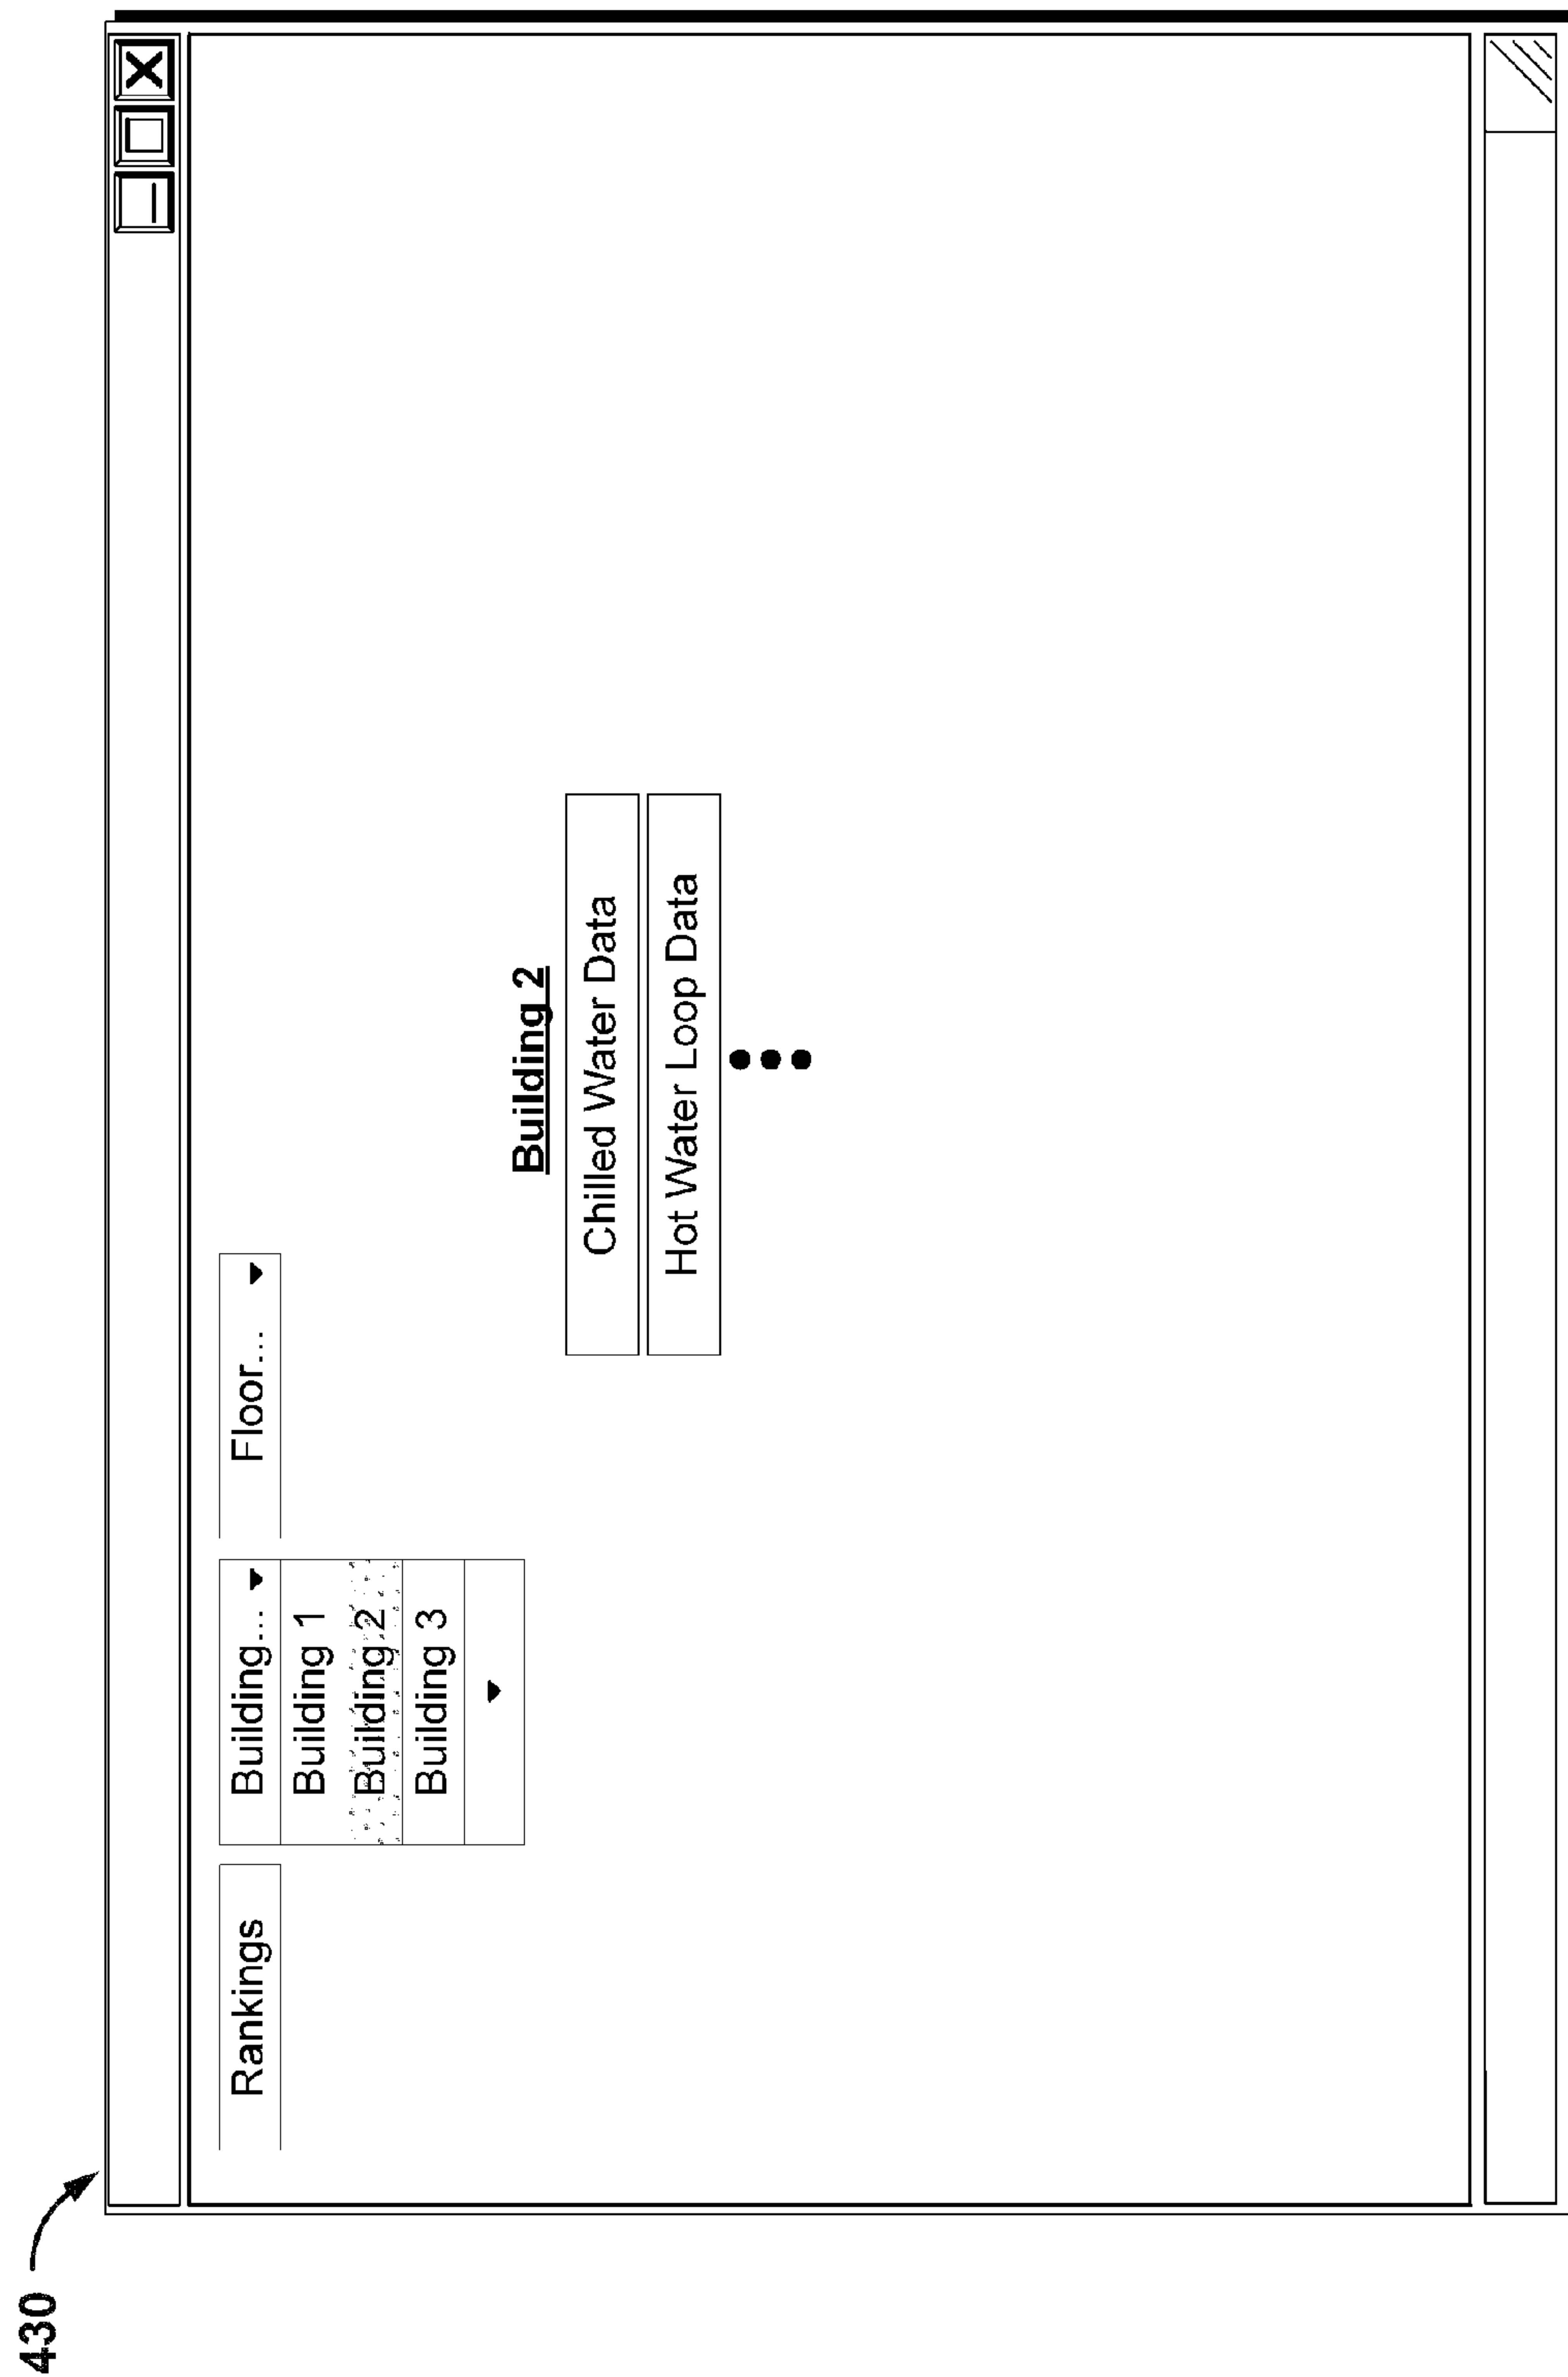 430
Rankings
Building...
Floor...
Building 1
Building 2
Building 3
Building 2
Chilled Water Data
Hot Water Loop Data